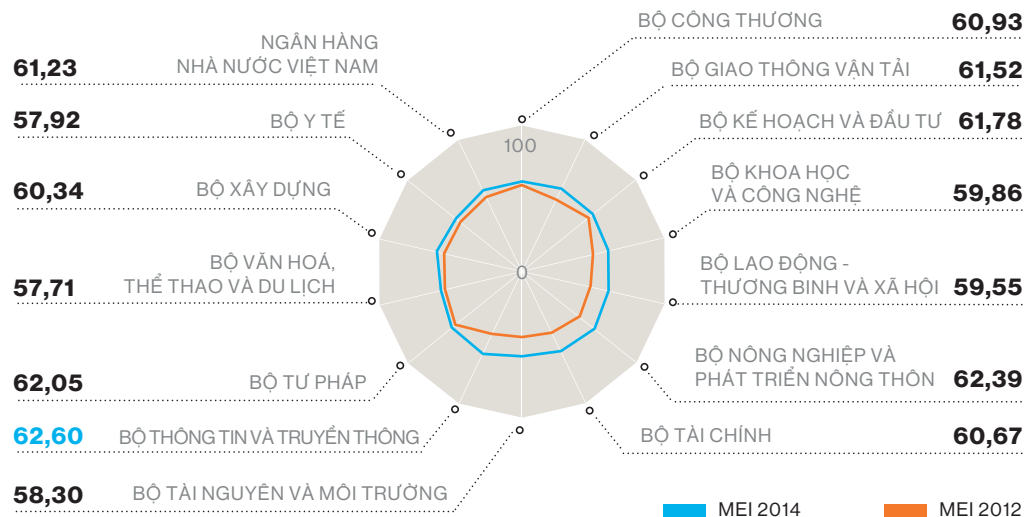 BỘ CÔNG THƯƠNG 60,93
NGÂN HÀNG
NHÀ NƯỚC VIỆT NAM
61,23
BỘ GIAO THÔNG VẬN TẢI 61,52
57,92 BỘ Y TẾ
BỘ KẾ HOẠCH VÀ ĐẦU TƯ 61,78
100
60,34 BỘ XÂY DỰNG
BỘ KHOA HỌC
VÀ CÔNG NGHỆ 59,86
0
BỘ VĂN HOÁ,
THỂ THAO VÀ DU LỊCH
57,71
BỘ LAO ĐỘNG -
THƯƠNG BINH VÀ XÃ HỘI 59,55
62,05 BỘ TƯ PHÁP
BỘ NÔNG NGHIỆP VÀ
PHÁT TRIỂN NÔNG THÔN 62,39
62,60 BỘ THÔNG TIN VÀ TRUYỀN THÔNG
BỘ TÀI CHÍNH 60,67
58,30 BỘ TÀI NGUYÊN VÀ MÔI TRƯỜNG
MEI 2014 MEI 2012